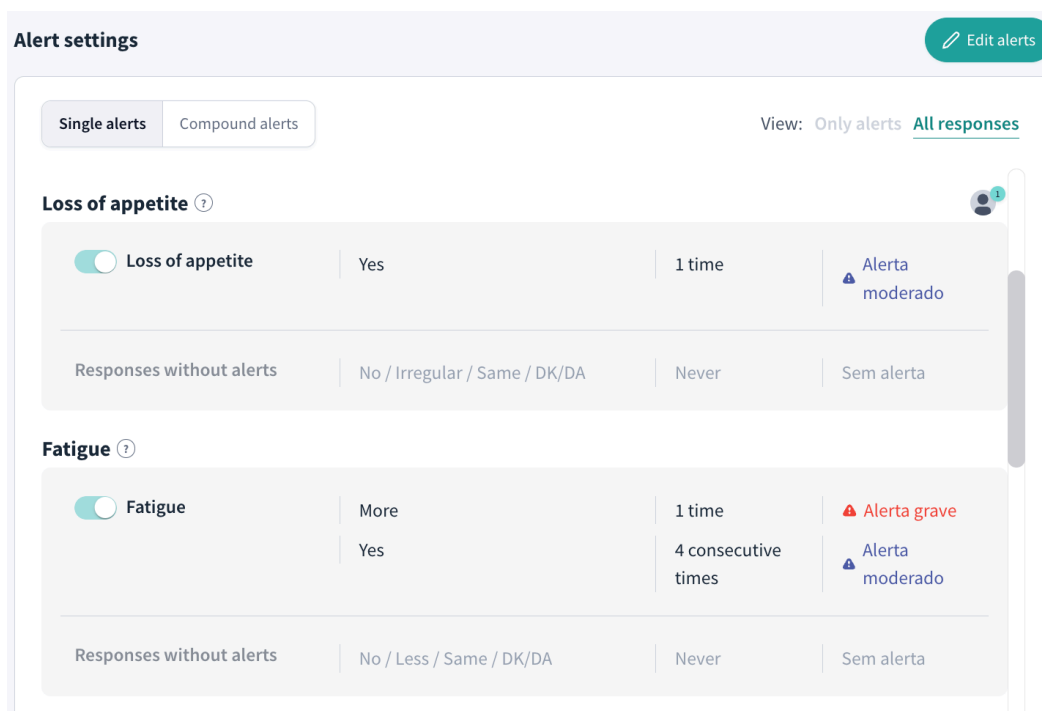 Alert settings
Edit alerts
Single alerts
Compound alerts
View: Only alerts All responses
Loss of appetite ?
1
Loss of appetite
Yes
1 time
Alerta
moderado
Responses without alerts
No / Irregular / Same / DK/DA
Never
Sem alerta
Fatigue ?
Fatigue
More
1 time
Alerta grave
Yes
4 consecutive
times
Alerta
moderado
Responses without alerts
No / Less / Same / DK/DA
Never
Sem alerta